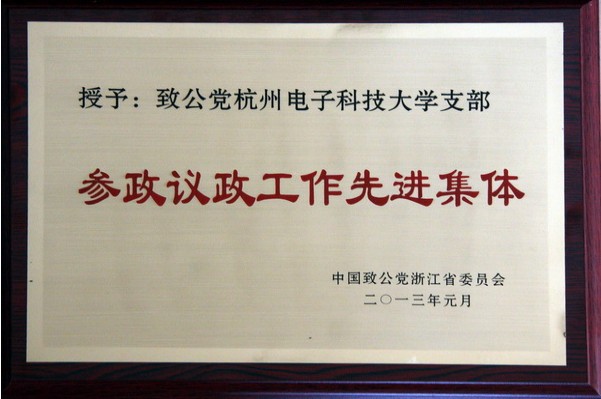 授予：致公党杭州电子科技大学支部
参政议政工作先进集体
中国致公党浙江省委员会
二〇一三年元月